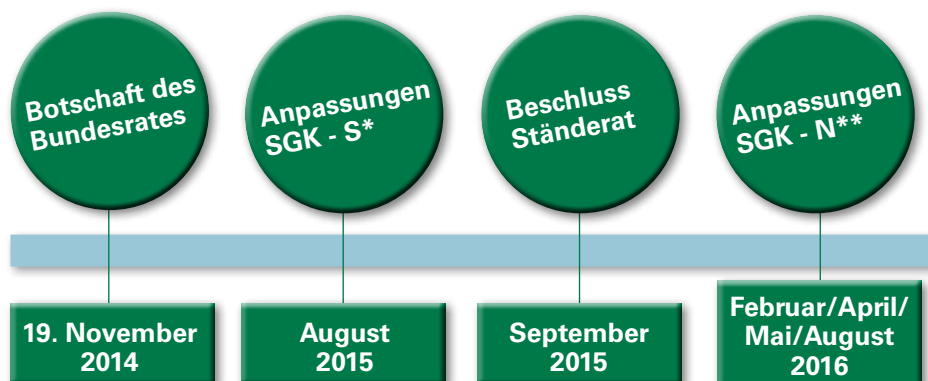 Botschaft des
Bundesrates
Anpassungen
SGK - S*
Beschluss
Ständerat
Anpassungen
SGK - N**
19. November
2014
August
2015
September
2015
Februar/April/
Mai/August
2016